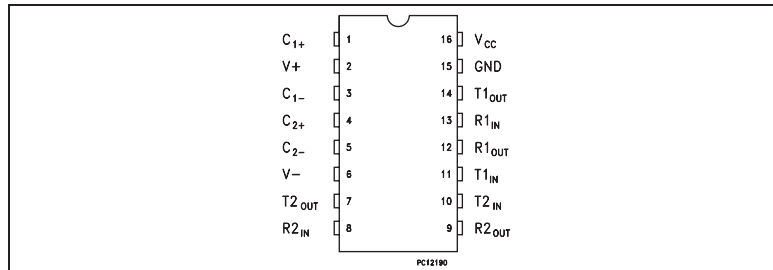 C1+ 1 16 VCC
V+ 2 15 GND
C1- 3 14 T1OUT
C2+ 4 13 R1IN
C2- 5 12 R1OUT
V- 6 11 T1IN
T2OUT 7 10 T2IN
R2IN 8 9 R2OUT
PC12190